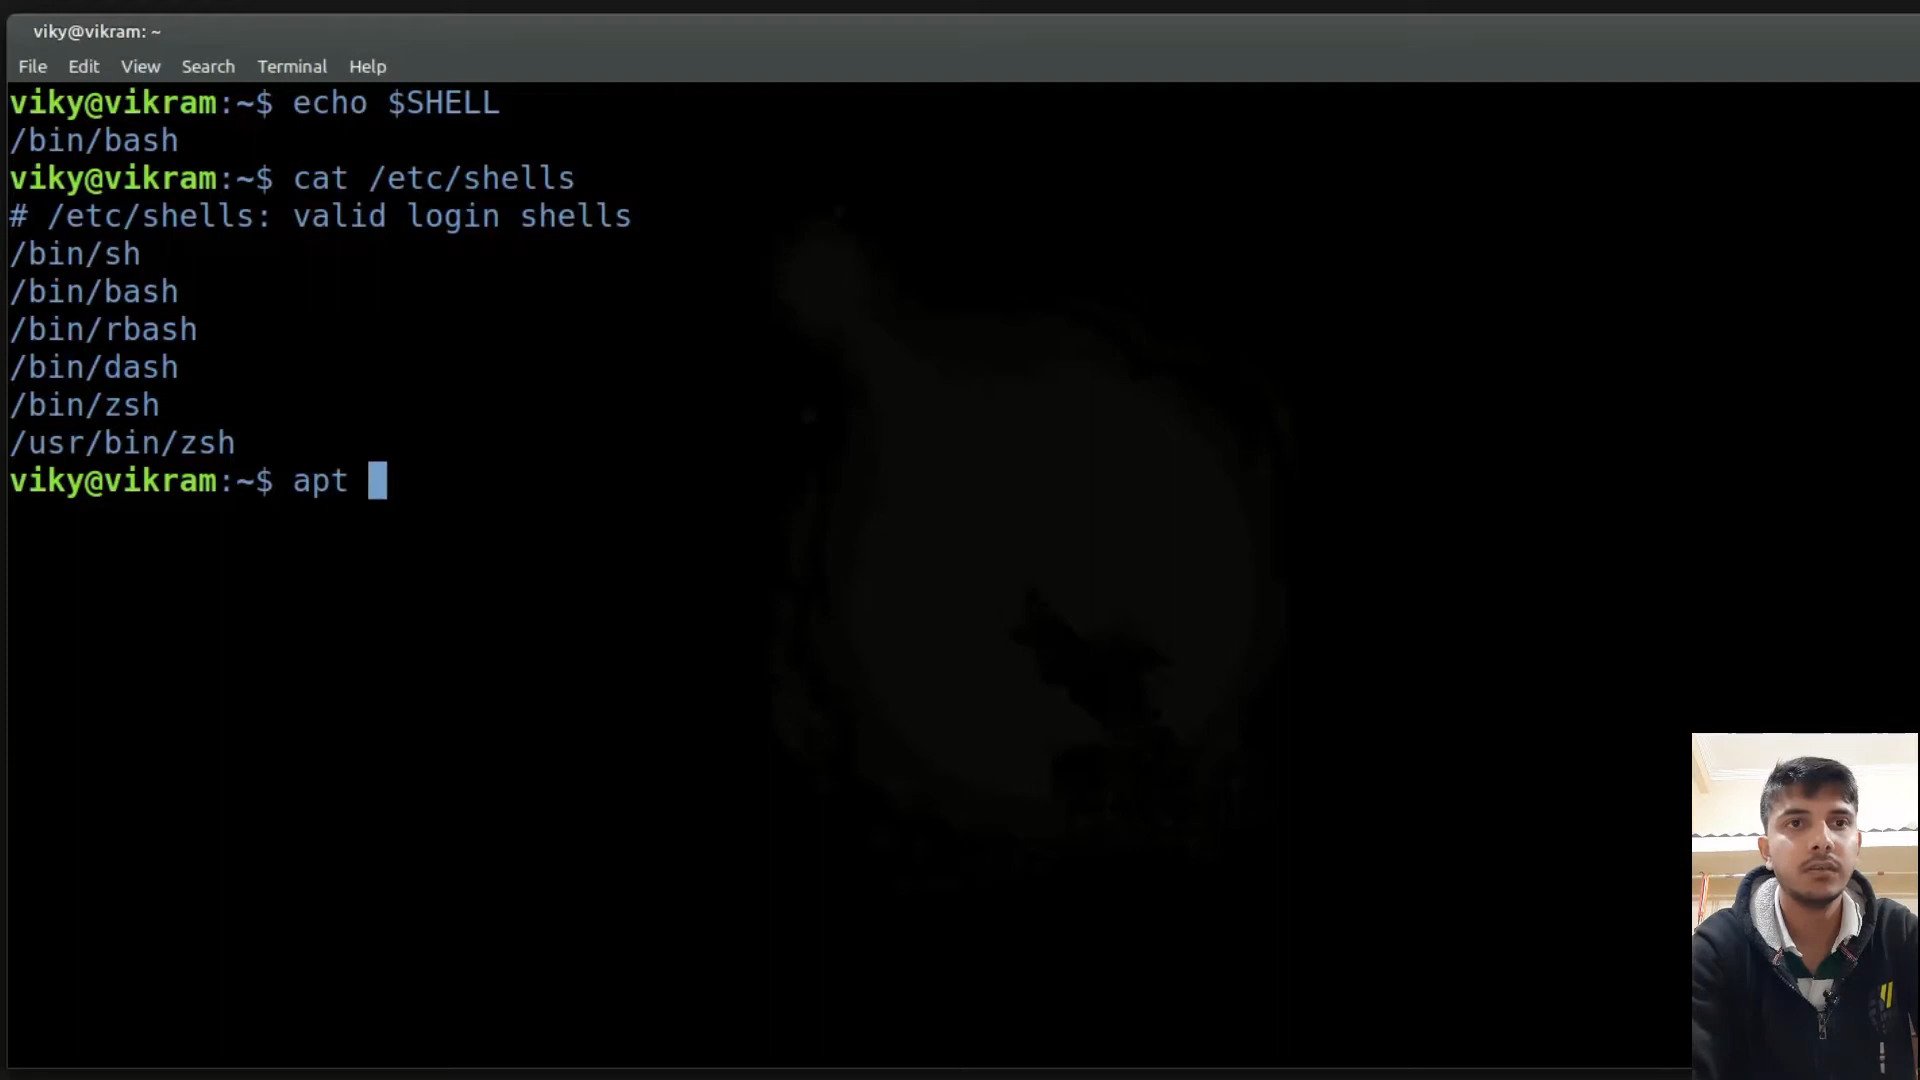 viky@vikram: ~
File Edit View Search Terminal Help
viky@vikram:~$ echo $SHELL
/bin/bash
viky@vikram:~$ cat /etc/shells
# /etc/shells: valid login shells
/bin/sh
/bin/bash
/bin/rbash
/bin/dash
/bin/zsh
/usr/bin/zsh
viky@vikram:~$ apt